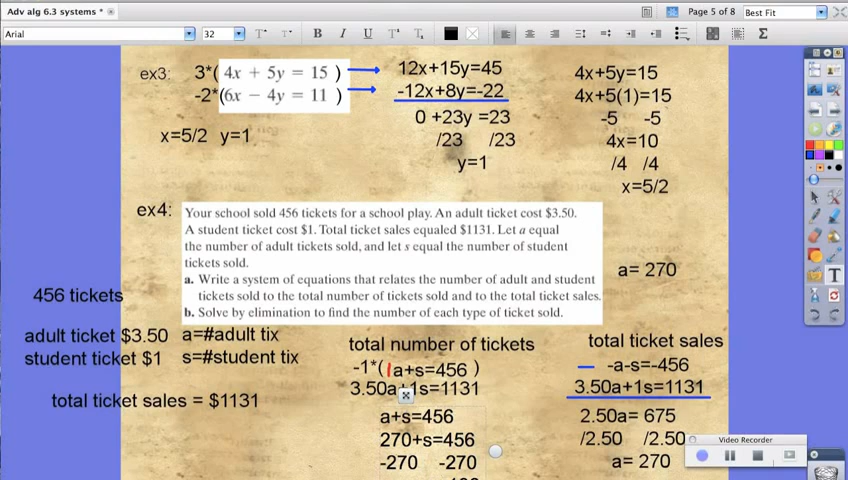 Adv alg 6.3 systems *
Page 5 of 8
Best Fit
Arial
32
B I U
ex3:
3*( 4x + 5y = 15 )
-2*(6x − 4y = 11 )
x=5/2 y=1
12x+15y=45
-12x+8y=-22
0 +23y =23
/23 /23
y=1
4x+5y=15
4x+5(1)=15
-5 -5
4x=10
/4 /4
x=5/2
ex4:
Your school sold 456 tickets for a school play. An adult ticket cost $3.50.
A student ticket cost $1. Total ticket sales equaled $1131. Let a equal
the number of adult tickets sold, and let s equal the number of student
tickets sold.
a. Write a system of equations that relates the number of adult and student
tickets sold to the total number of tickets sold and to the total ticket sales.
b. Solve by elimination to find the number of each type of ticket sold.
a= 270
456 tickets
adult ticket $3.50 a=#adult tix
student ticket $1 s=#student tix
total ticket sales = $1131
total number of tickets
-1*(1a+s=456 )
3.50a+1s=1131
a+s=456
270+s=456
-270 -270
total ticket sales
-a-s=-456
3.50a+1s=1131
2.50a= 675
/2.50 /2.50
a= 270
Video Recorder